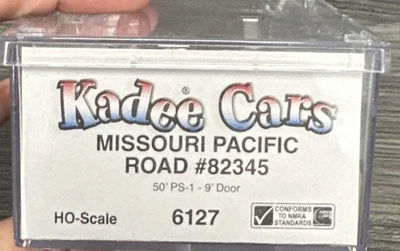 Kadee® Cars
MISSOURI PACIFIC
ROAD #82345
50' PS-1 - 9' Door
HO-Scale
6127
CONFORMS
TO NMRA
STANDARDS